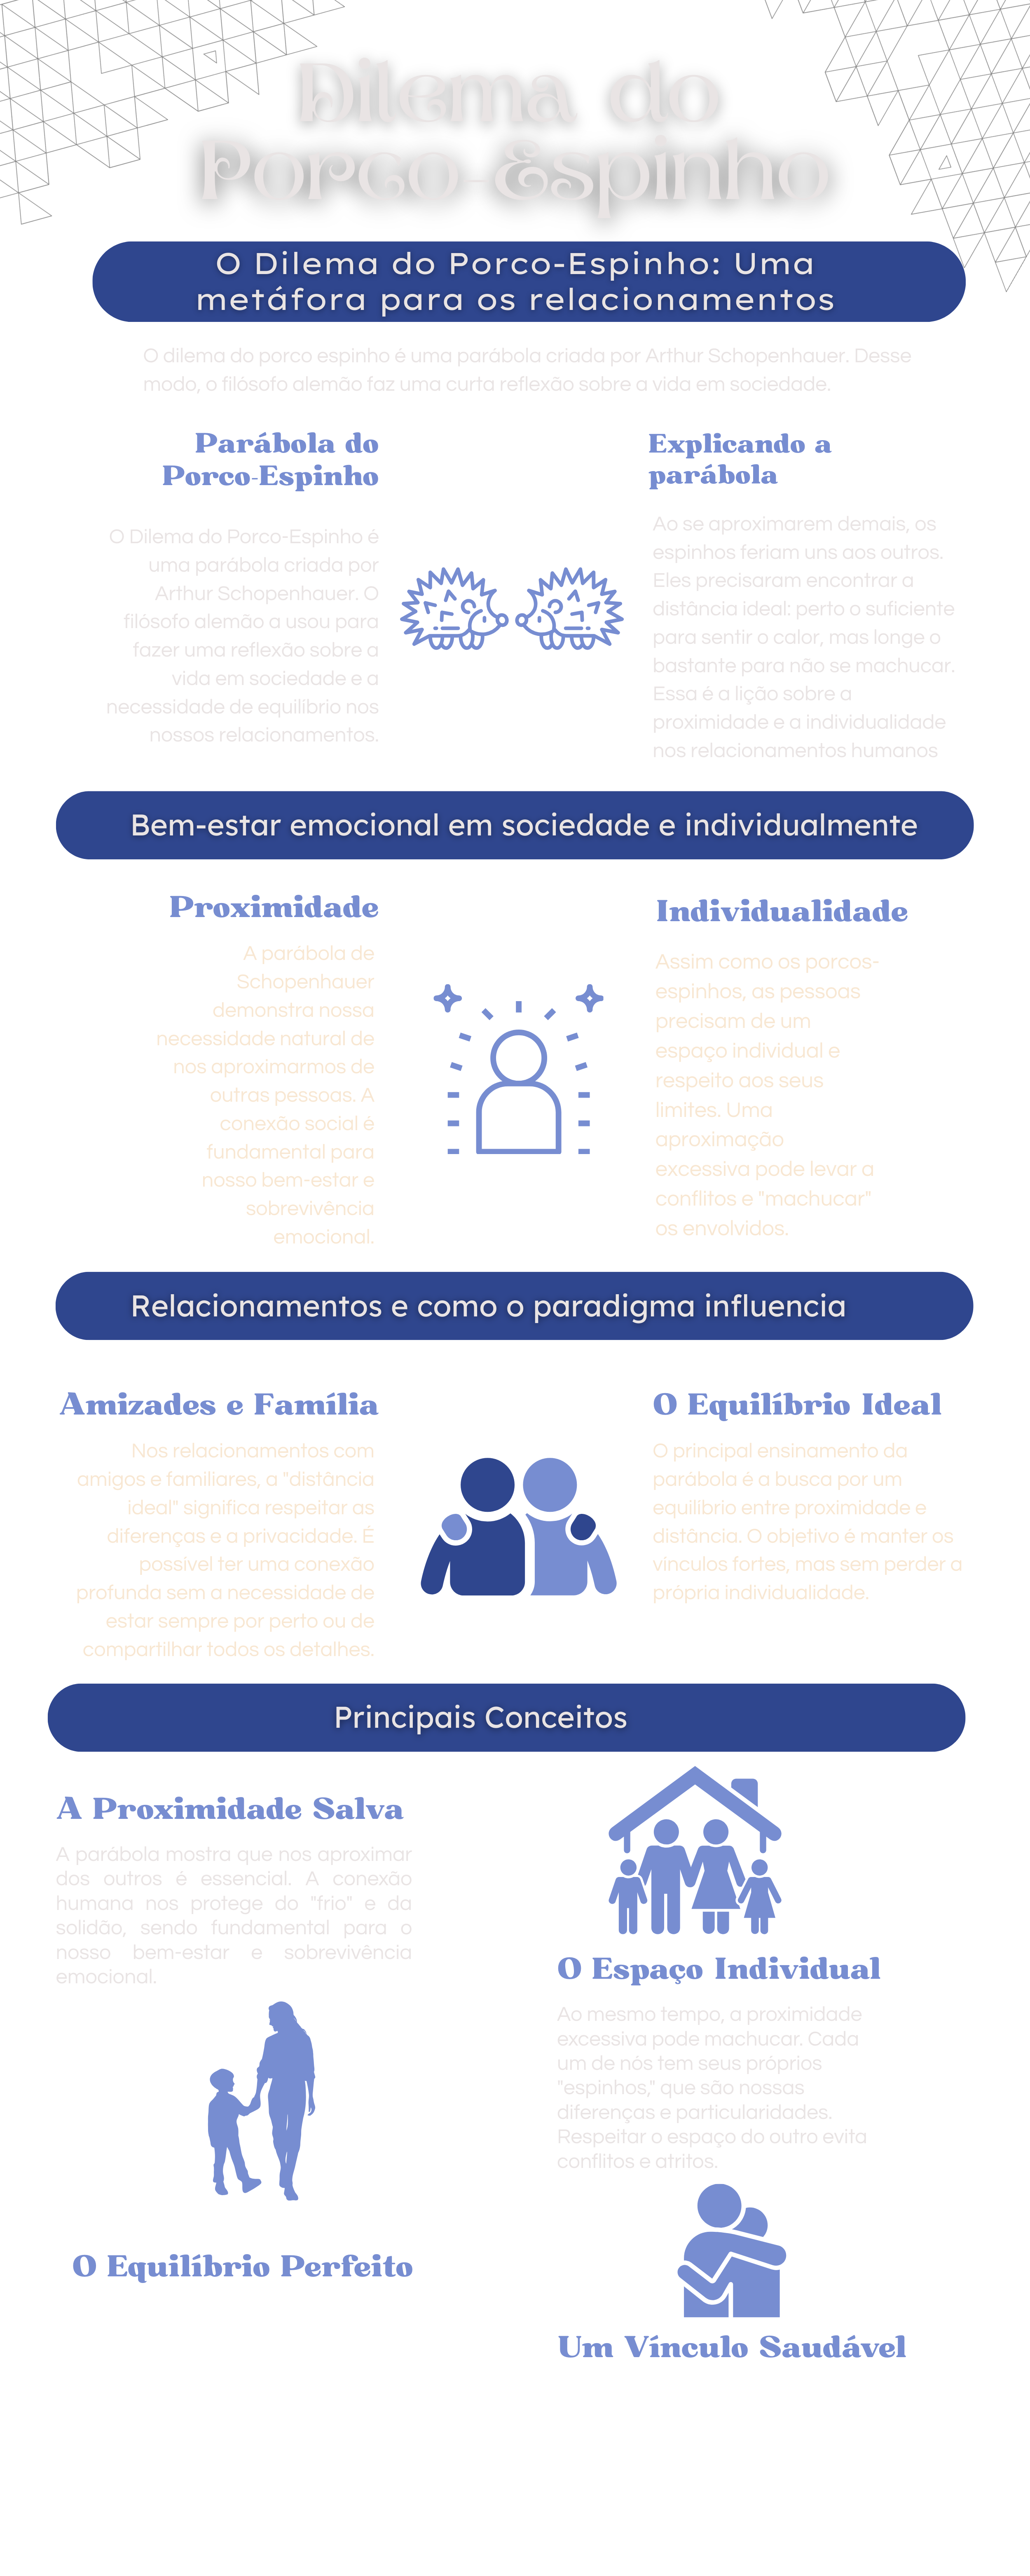 Dilema do
Porco-Espinho
O Dilema do Porco-Espinho: Uma
metáfora para os relacionamentos
O dilema do porco espinho é uma parábola criada por Arthur Schopenhauer. Desse
modo, o filósofo alemão faz uma curta reflexão sobre a vida em sociedade.
Parábola do
Porco-Espinho
O Dilema do Porco-Espinho é
uma parábola criada por
Arthur Schopenhauer. O
filósofo alemão a usou para
fazer uma reflexão sobre a
vida em sociedade e a
necessidade de equilíbrio nos
nossos relacionamentos.
Explicando a
parábola
Ao se aproximarem demais, os
espinhos feriam uns aos outros.
Eles precisaram encontrar a
distância ideal: perto o suficiente
para sentir o calor, mas longe o
bastante para não se machucar.
Essa é a lição sobre a
proximidade e a individualidade
nos relacionamentos humanos
Bem-estar emocional em sociedade e individualmente
Proximidade
A parábola de
Schopenhauer
demonstra nossa
necessidade natural de
nos aproximarmos de
outras pessoas. A
conexão social é
fundamental para
nosso bem-estar e
sobrevivência
emocional.
Individualidade
Assim como os porcos-
espinhos, as pessoas
precisam de um
espaço individual e
respeito aos seus
limites. Uma
aproximação
excessiva pode levar a
conflitos e "machucar"
os envolvidos.
Relacionamentos e como o paradigma influencia
Amizades e Família
Nos relacionamentos com
amigos e familiares, a "distância
ideal" significa respeitar as
diferenças e a privacidade. É
possível ter uma conexão
profunda sem a necessidade de
estar sempre por perto ou de
compartilhar todos os detalhes.
O Equilíbrio Ideal
O principal ensinamento da
parábola é a busca por um
equilíbrio entre proximidade e
distância. O objetivo é manter os
vínculos fortes, mas sem perder a
própria individualidade.
Principais Conceitos
A Proximidade Salva
A parábola mostra que nos aproximar
dos outros é essencial. A conexão
humana nos protege do "frio" e da
solidão, sendo fundamental para o
nosso bem-estar e sobrevivência
emocional.
O Espaço Individual
Ao mesmo tempo, a proximidade
excessiva pode machucar. Cada
um de nós tem seus próprios
"espinhos," que são nossas
diferenças e particularidades.
Respeitar o espaço do outro evita
conflitos e atritos.
O Equilíbrio Perfeito
Um Vínculo Saudável